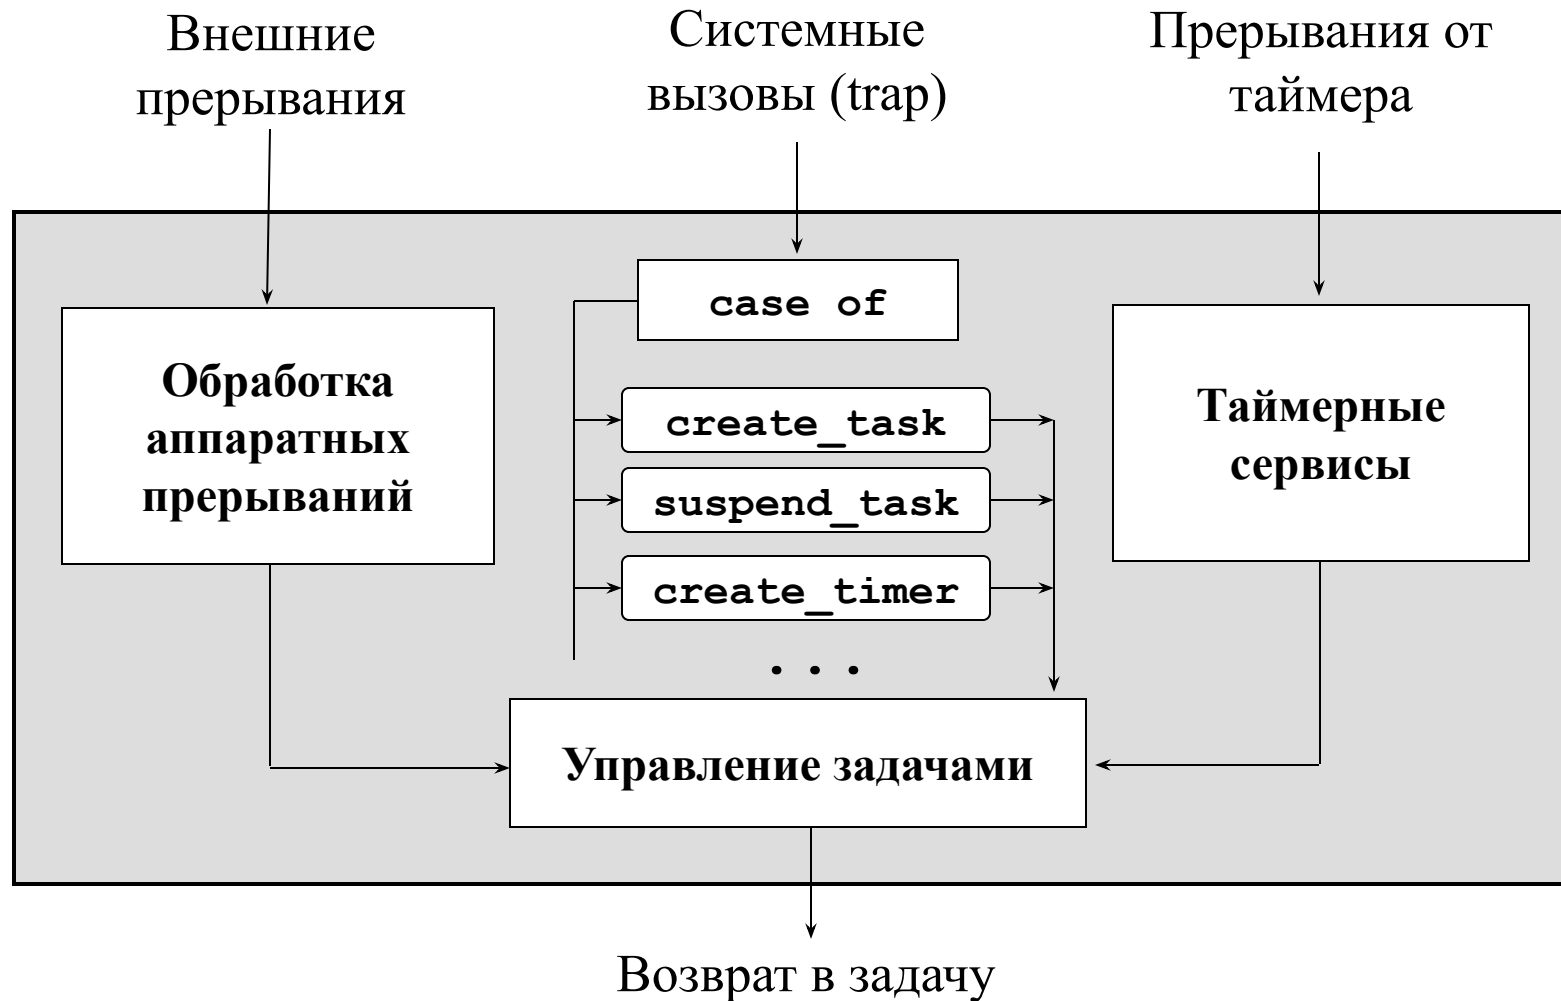 Внешние
прерывания
Системные
вызовы (trap)
Прерывания от
таймера
case of
Обработка
аппаратных
прерываний
create_task
suspend_task
create_timer
. . .
Таймерные
сервисы
Управление задачами
Возврат в задачу